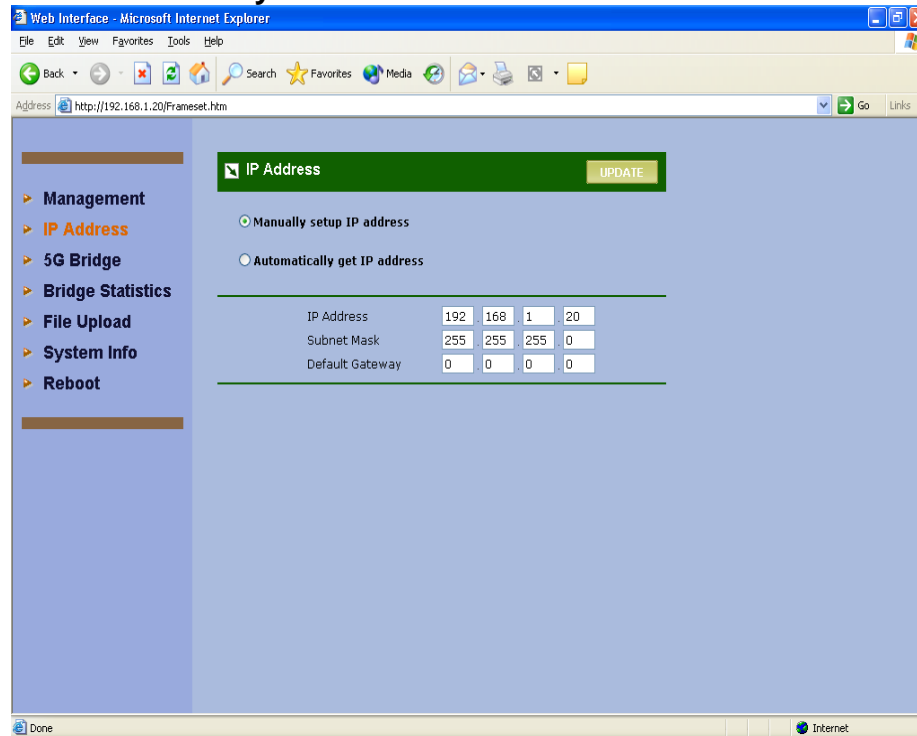 Web Interface - Microsoft Internet Explorer
File Edit View Favorites Tools Help
Back Search Favorites Media
Address http://192.168.1.20/Frameset.htm Go Links
Management
IP Address
5G Bridge
Bridge Statistics
File Upload
System Info
Reboot
IP Address UPDATE
Manually setup IP address
Automatically get IP address
IP Address 192 . 168 . 1 . 20
Subnet Mask 255 . 255 . 255 . 0
Default Gateway 0 . 0 . 0 . 0
Done Internet